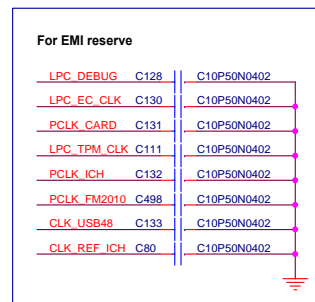 For EMI reserve
LPC_DEBUG C128 C10P50N0402
LPC_EC_CLK C130 C10P50N0402
PCLK_CARD C131 C10P50N0402
LPC_TPM_CLK C111 C10P50N0402
PCLK_ICH C132 C10P50N0402
PCLK_FM2010 C498 C10P50N0402
CLK_USB48 C133 C10P50N0402
CLK_REF_ICH C80 C10P50N0402